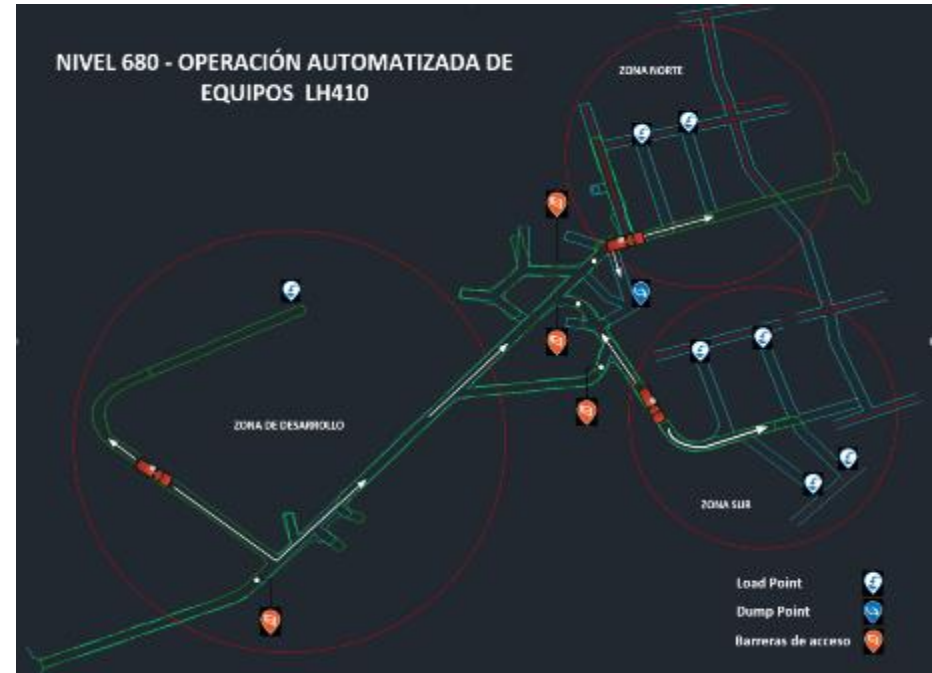 NIVEL 680 - OPERACIÓN AUTOMATIZADA DE
EQUIPOS LH410
ZONA NORTE
ZONA DE DESARROLLO
ZONA SUR
Load Point
Dump Point
Barreras de acceso